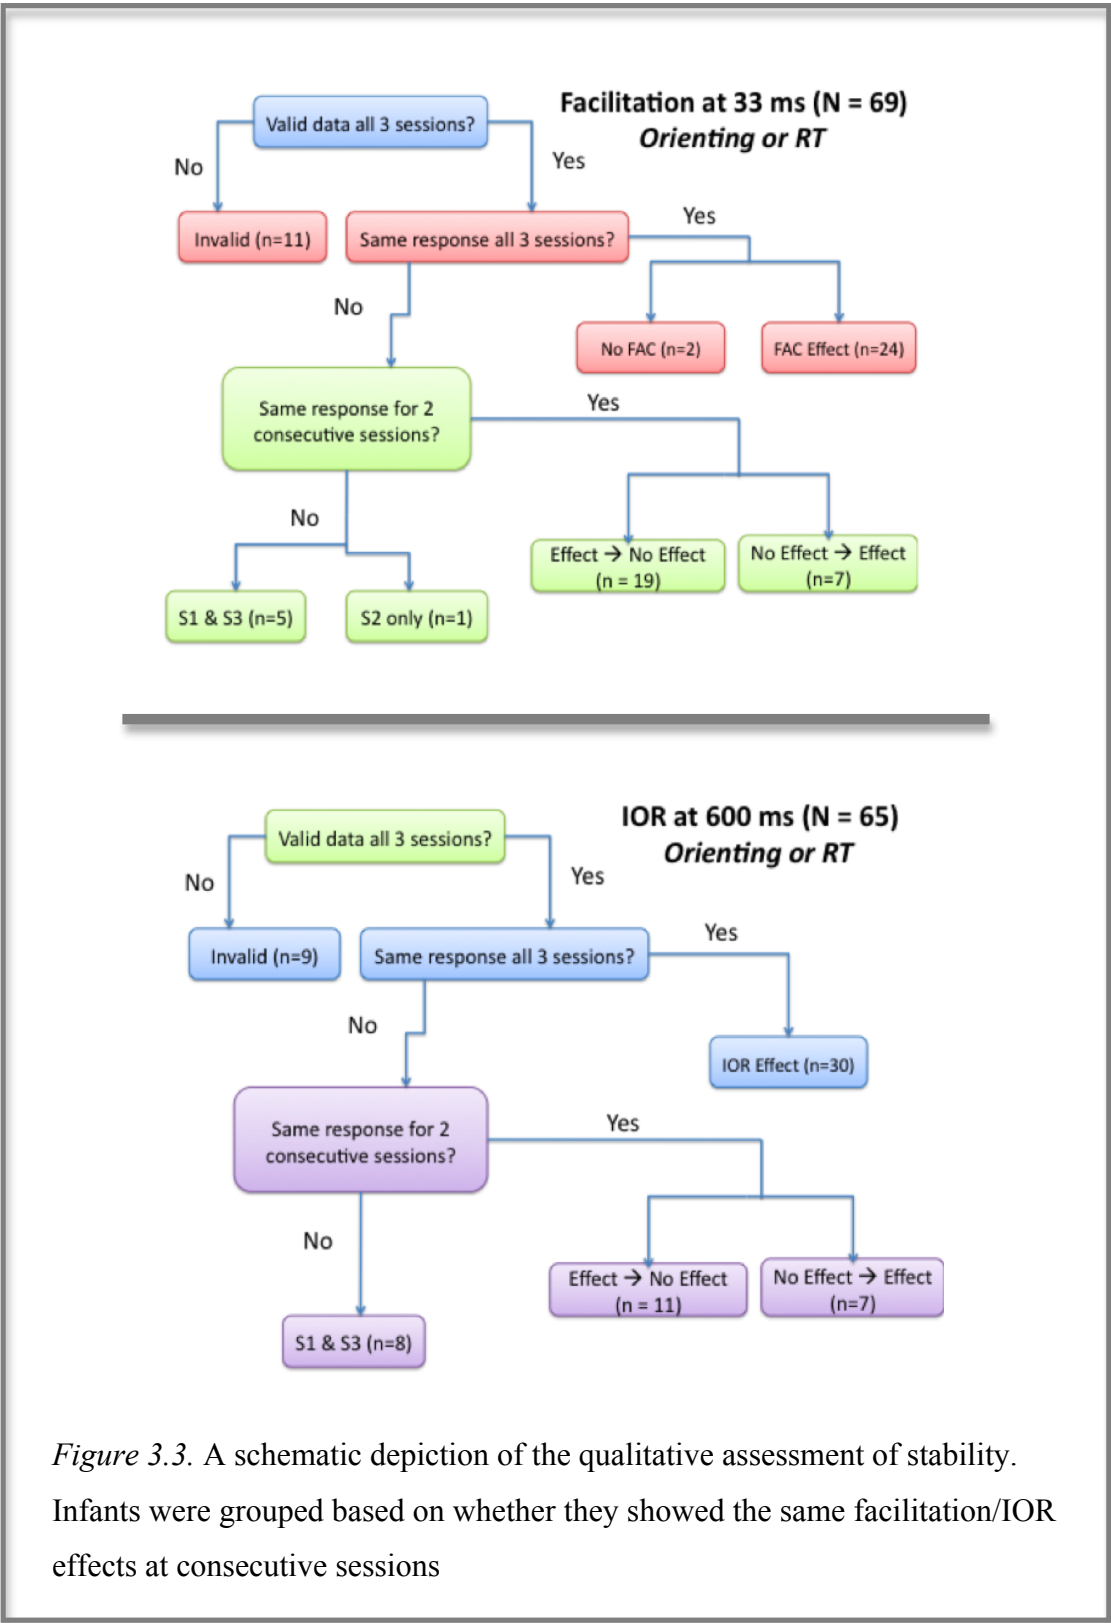 Facilitation at 33 ms (N = 69)
Orienting or RT
Valid data all 3 sessions?
No
Yes
Invalid (n=11)
Same response all 3 sessions?
Yes
No
No FAC (n=2)
FAC Effect (n=24)
Same response for 2
consecutive sessions?
Yes
No
Effect → No Effect
(n = 19)
No Effect → Effect
(n=7)
S1 & S3 (n=5)
S2 only (n=1)
IOR at 600 ms (N = 65)
Orienting or RT
Valid data all 3 sessions?
No
Yes
Invalid (n=9)
Same response all 3 sessions?
Yes
No
IOR Effect (n=30)
Same response for 2
consecutive sessions?
Yes
No
Effect → No Effect
(n = 11)
No Effect → Effect
(n=7)
S1 & S3 (n=8)
Figure 3.3. A schematic depiction of the qualitative assessment of stability.
Infants were grouped based on whether they showed the same facilitation/IOR
effects at consecutive sessions